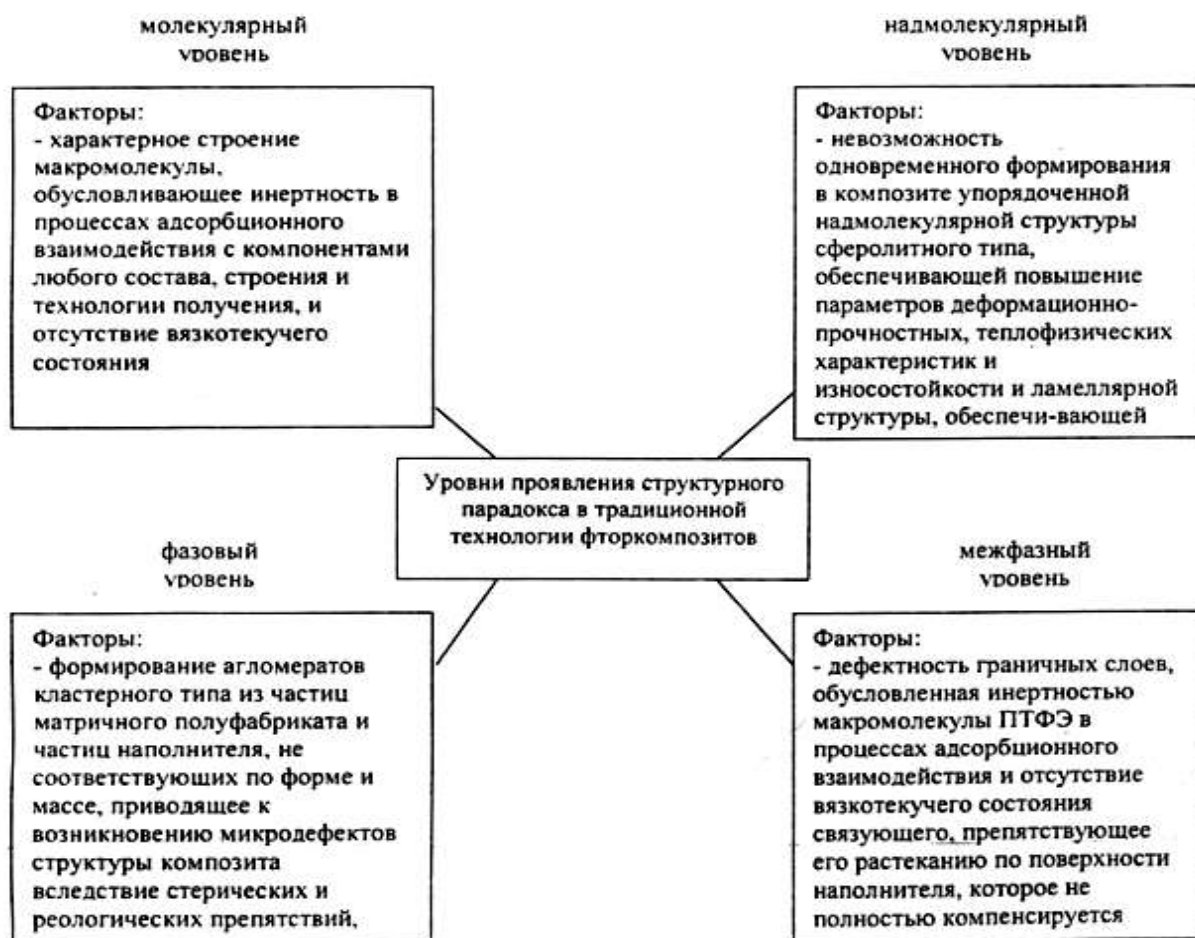 молекулярный
уровень
Факторы:
- характерное строение
макромолекулы,
обусловливающее инертность в
процессах адсорбционного
взаимодействия с компонентами
любого состава, строения и
технологии получения, и
отсутствие вязкотекучего
состояния
надмолекулярный
уровень
Факторы:
- невозможность
одновременного формирования
в композите упорядоченной
надмолекулярной структуры
сферолитного типа,
обеспечивающей повышение
параметров деформационно-
прочностных, теплофизических
характеристик и
износостойкости и ламеллярной
структуры, обеспечи-вающей
Уровни проявления структурного
парадокса в традиционной
технологии фторкомпозитов
фазовый
уровень
Факторы:
- формирование агломератов
кластерного типа из частиц
матричного полуфабриката и
частиц наполнителя, не
соответствующих по форме и
массе, приводящее к
возникновению микродефектов
структуры композита
вследствие стерических и
реологических препятствий,
межфазный
уровень
Факторы:
- дефектность граничных слоев,
обусловленная инертностью
макромолекулы ПТФЭ в
процессах адсорбционного
взаимодействия и отсутствие
вязкотекучего состояния
связующего, препятствующее
его растеканию по поверхности
наполнителя, которое не
полностью компенсируется